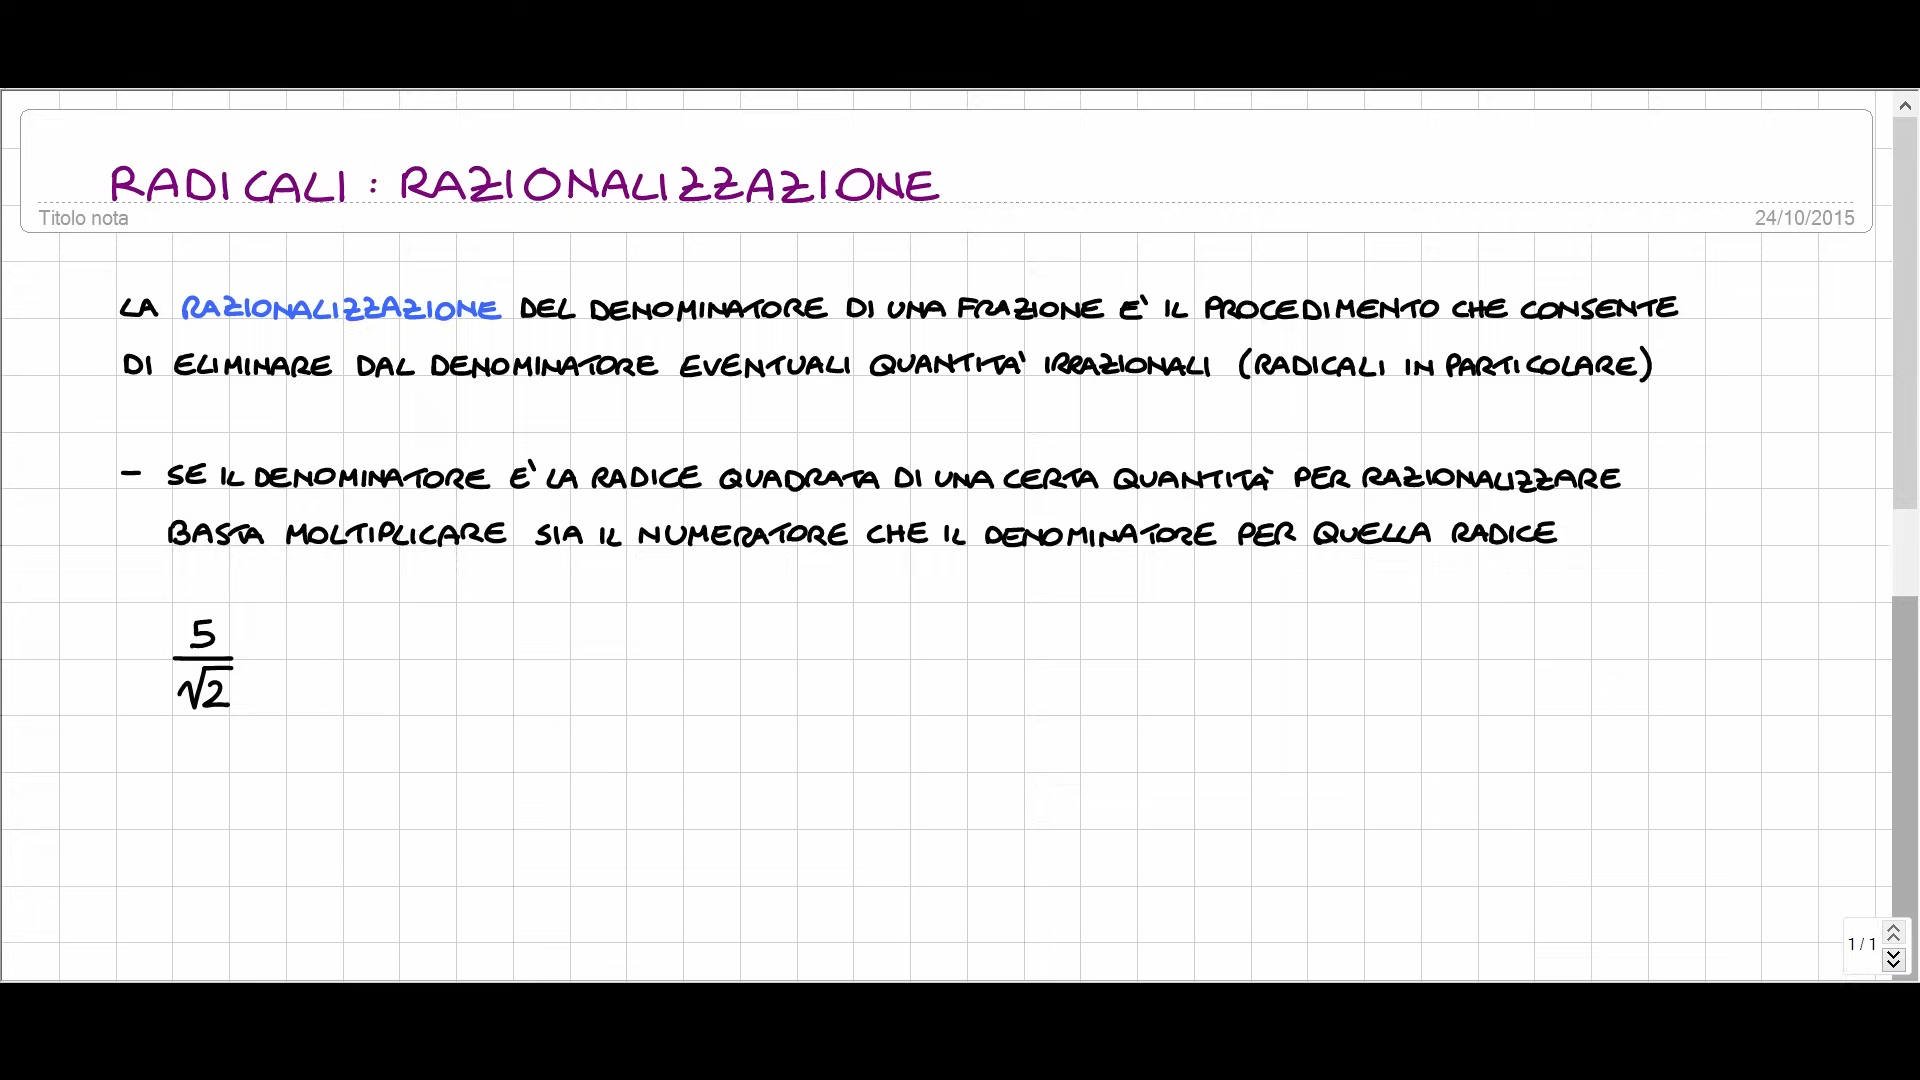 RADICALI : RAZIONALIZZAZIONE
Titolo nota
24/10/2015
LA RAZIONALIZZAZIONE DEL DENOMINATORE DI UNA FRAZIONE E' IL PROCEDIMENTO CHE CONSENTE
DI ELIMINARE DAL DENOMINATORE EVENTUALI QUANTITA' IRRAZIONALI (RADICALI IN PARTICOLARE)
- SE IL DENOMINATORE E' LA RADICE QUADRATA DI UNA CERTA QUANTITA' PER RAZIONALIZZARE
BASTA MOLTIPLICARE SIA IL NUMERATORE CHE IL DENOMINATORE PER QUELLA RADICE
5
√2
1 / 1